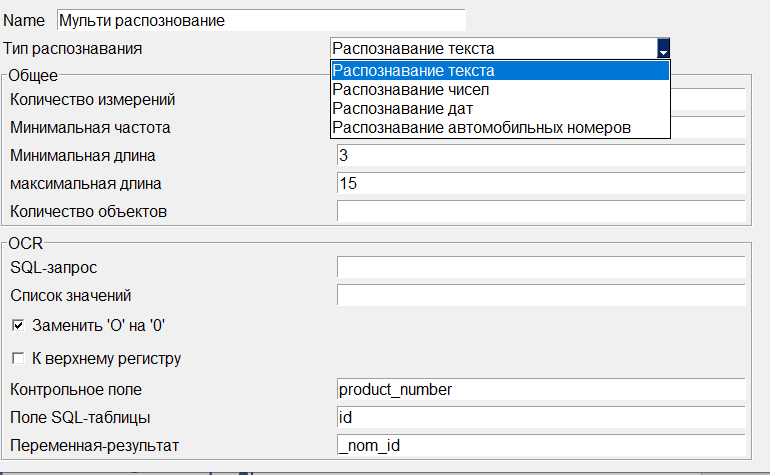 Name Мульти распознование
Тип распознавания Распознавание текста
Распознавание текста
Распознавание чисел
Распознавание дат
Распознавание автомобильных номеров
Общее
Количество измерений
Минимальная частота
Минимальная длина 3
максимальная длина 15
Количество объектов
OCR
SQL-запрос
Список значений
Заменить 'O' на '0'
К верхнему регистру
Контрольное поле product_number
Поле SQL-таблицы id
Переменная-результат _nom_id